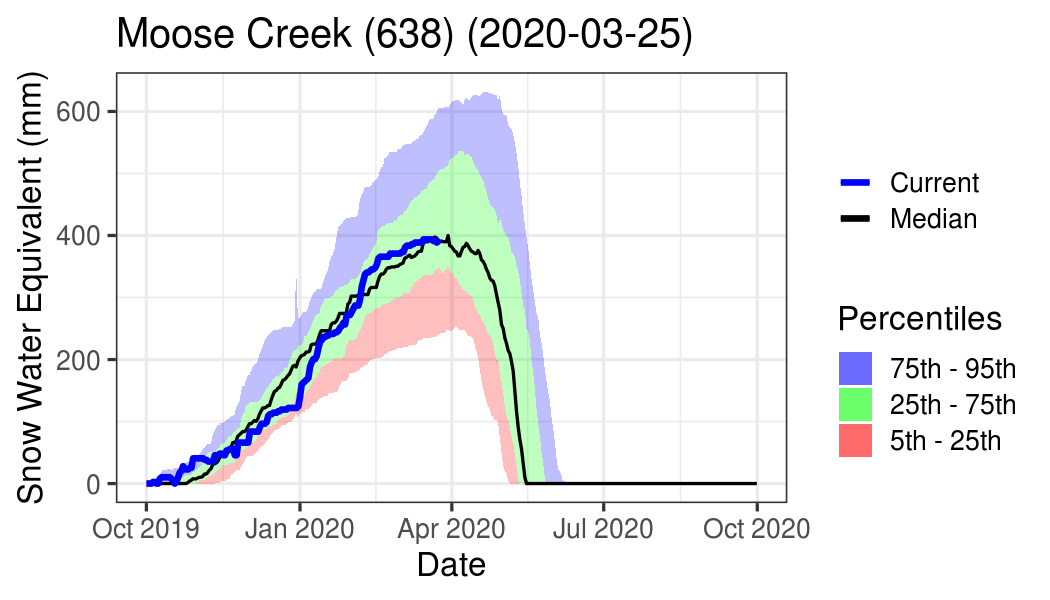 Moose Creek (638) (2020-03-25)
Snow Water Equivalent (mm)
600
400
200
0
Oct 2019
Jan 2020
Apr 2020
Jul 2020
Oct 2020
Date
Current
Median
Percentiles
75th - 95th
25th - 75th
5th - 25th